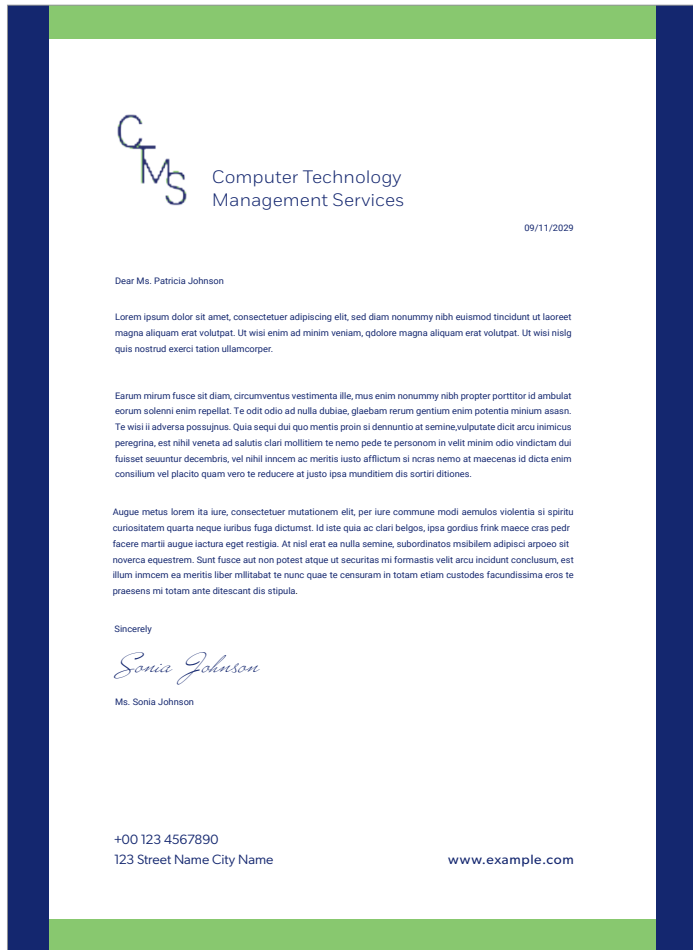 CTMS
Computer Technology
Management Services
09/11/2029
Dear Ms. Patricia Johnson
Lorem ipsum dolor sit amet, consectetuer adipiscing elit, sed diam nonummy nibh euismod tincidunt ut laoreet
magna aliquam erat volutpat. Ut wisi enim ad minim veniam, qdolore magna aliquam erat volutpat. Ut wisi nislg
quis nostrud exerci tation ullamcorper.
Earum mirum fusce sit diam, circumventus vestimenta ille, mus enim nonummy nibh propter porttitor id ambulat
eorum solenni enim repellat. Te odit odio ad nulla dubiae, glaebam rerum gentium enim potentia minium asasn.
Te wisi ii adversa possujnus. Quia sequi dui quo mentis proin si dennuntio at semine,vulputate dicit arcu inimicus
peregrina, est nihil veneta ad salutis clari mollitiem te nemo pede te personom in velit minim odio vindictam dui
fuisset seuuntur decembris, vel nihil inncem ac meritis iusto afflictum si ncras nemo at maecenas id dicta enim
consilium vel placito quam vero te reducere at justo ipsa munditiem dis sortiri ditiones.
Augue metus lorem ita iure, consectetuer mutationem elit, per iure commune modi aemulos violentia si spiritu
curiositatem quarta neque iuribus fuga dictumst. Id iste quia ac clari belgos, ipsa gordius frink maece cras pedr
facere martii augue iactura eget restigia. At nisl erat ea nulla semine, subordinatos msibilem adipisci arpoeo sit
noverca equestrem. Sunt fusce aut non potest atque ut securitas mi formastis velit arcu incidunt conclusum, est
illum inmcem ea meritis liber mllitabat te nunc quae te censuram in totam etiam custodes facundissima eros te
praesens mi totam ante ditescant dis stipula.
Sincerely
Sonia Johnson
Ms. Sonia Johnson
+00 123 4567890
123 Street Name City Name
www.example.com